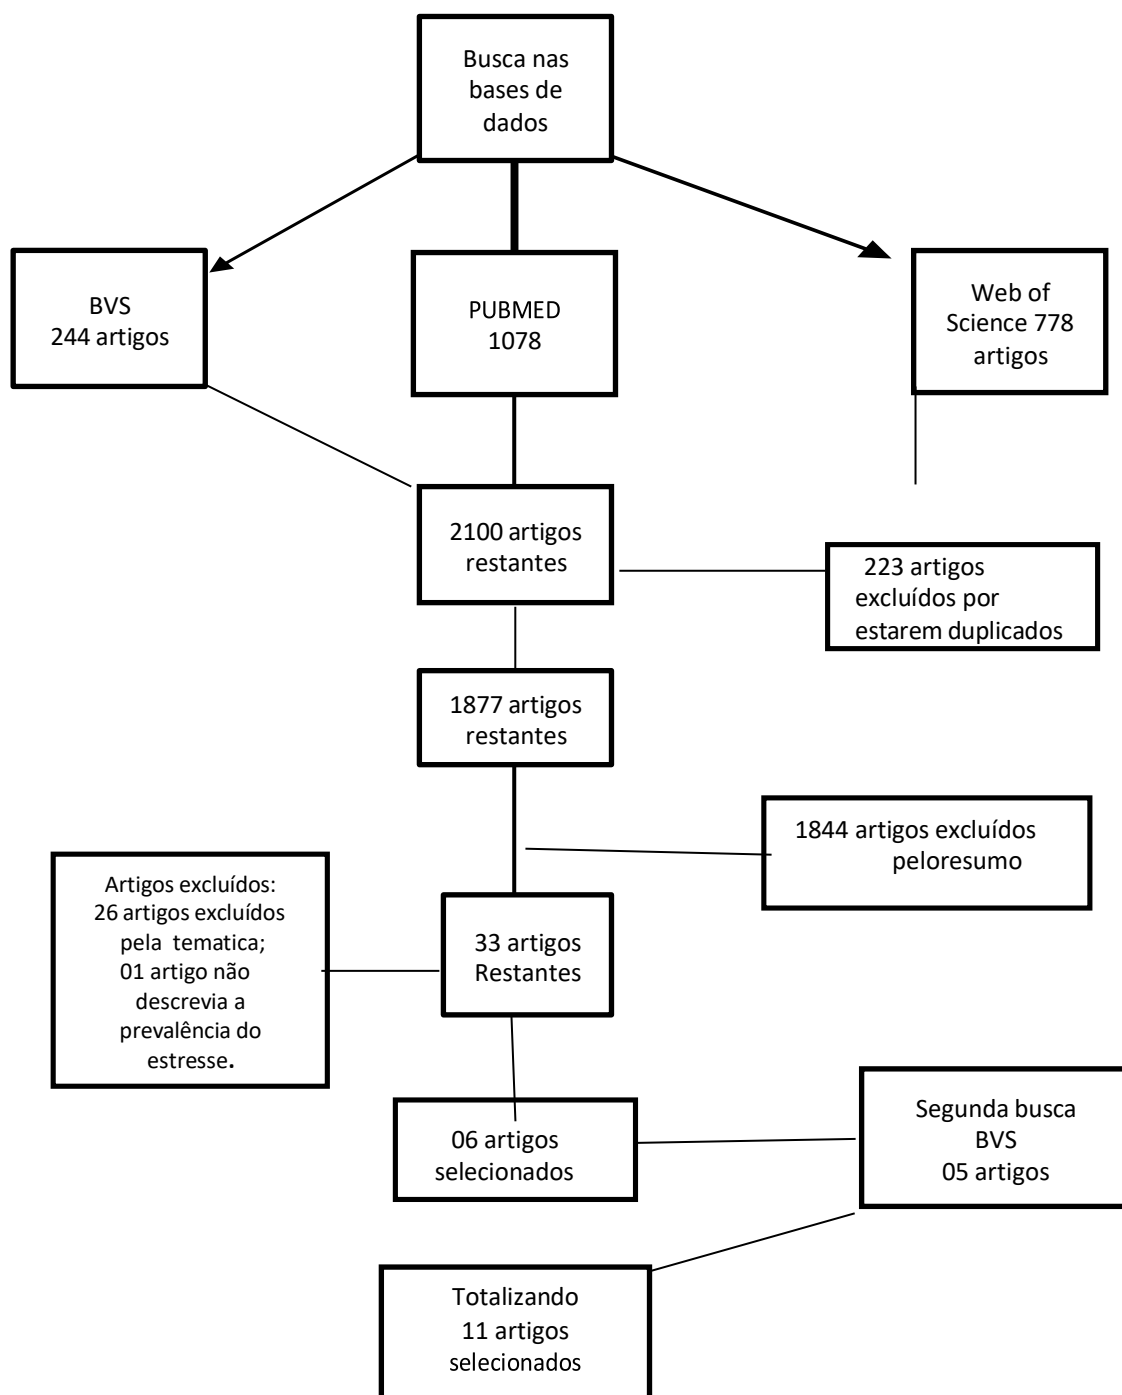 Busca nas
bases de
dados
BVS
244 artigos
PUBMED
1078
Web of
Science 778
artigos
2100 artigos
restantes
223 artigos
excluídos por
estarem duplicados
1877 artigos
restantes
1844 artigos excluídos
peloresumo
Artigos excluídos:
26 artigos excluídos
pela tematica;
01 artigo não
descrevia a
prevalência do
estresse.
33 artigos
Restantes
06 artigos
selecionados
Segunda busca
BVS
05 artigos
Totalizando
11 artigos
selecionados